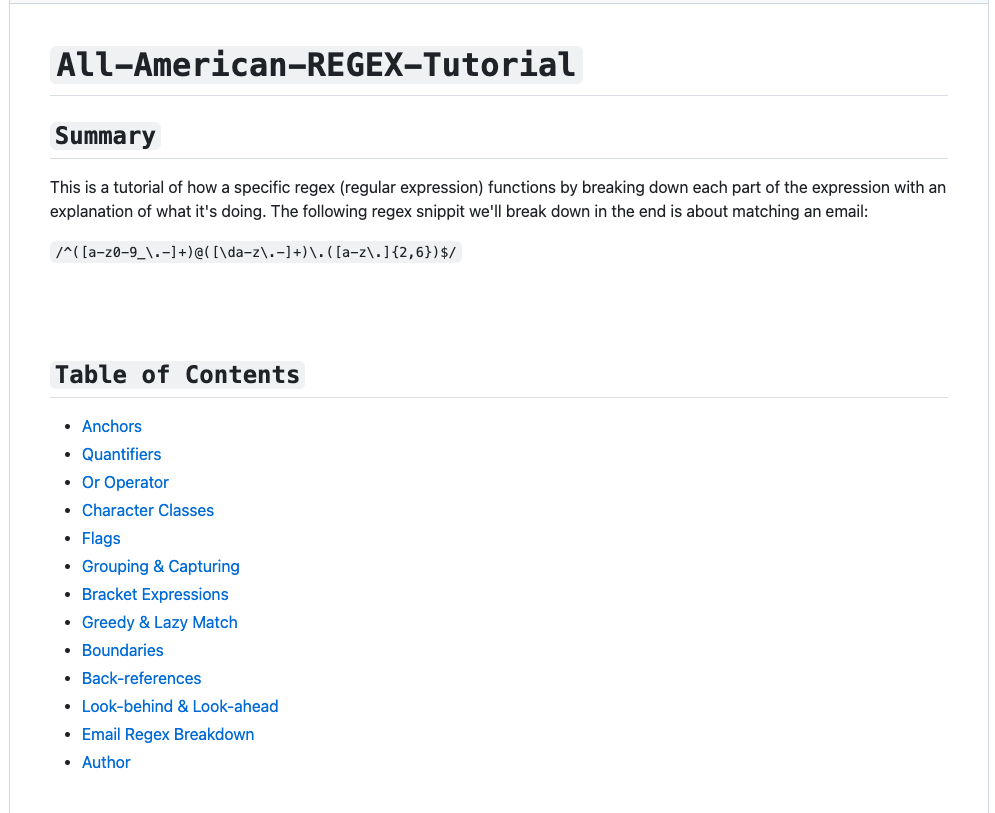 All-American-REGEX-Tutorial
Summary
This is a tutorial of how a specific regex (regular expression) functions by breaking down each part of the expression with an
explanation of what it's doing. The following regex snippit we'll break down in the end is about matching an email:
/^([a-z0-9_\.-]+)@([\da-z\.-]+)\.([a-z\.]{2,6})$/
Table of Contents
Anchors
Quantifiers
Or Operator
Character Classes
Flags
Grouping & Capturing
Bracket Expressions
Greedy & Lazy Match
Boundaries
Back-references
Look-behind & Look-ahead
Email Regex Breakdown
Author